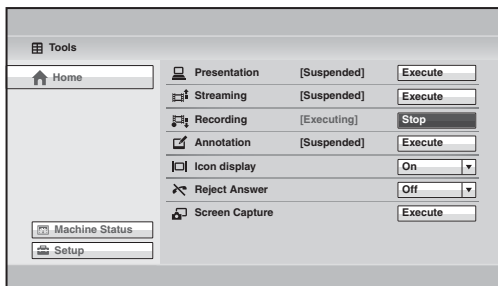 Tools
Home
Presentation [Suspended] Execute
Streaming [Suspended] Execute
Recording [Executing] Stop
Annotation [Suspended] Execute
Icon display On
Reject Answer Off
Screen Capture Execute
Machine Status
Setup